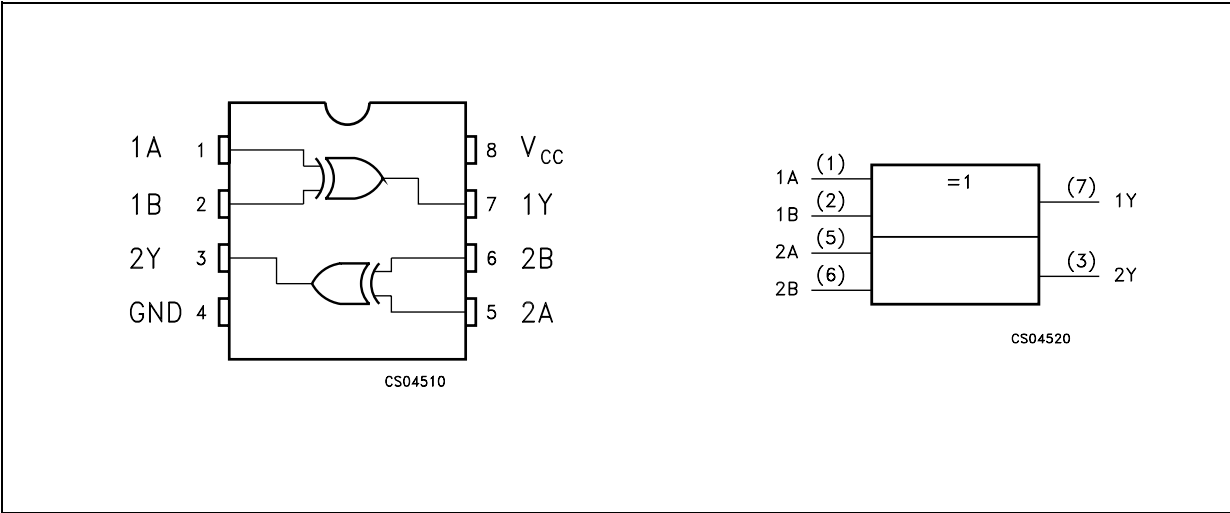 1A 1 8 VCC
1B 2 7 1Y
2Y 3 6 2B
GND 4 5 2A
CS04510
1A (1) =1 (7) 1Y
1B (2)
2A (5) (3) 2Y
2B (6)
CS04520